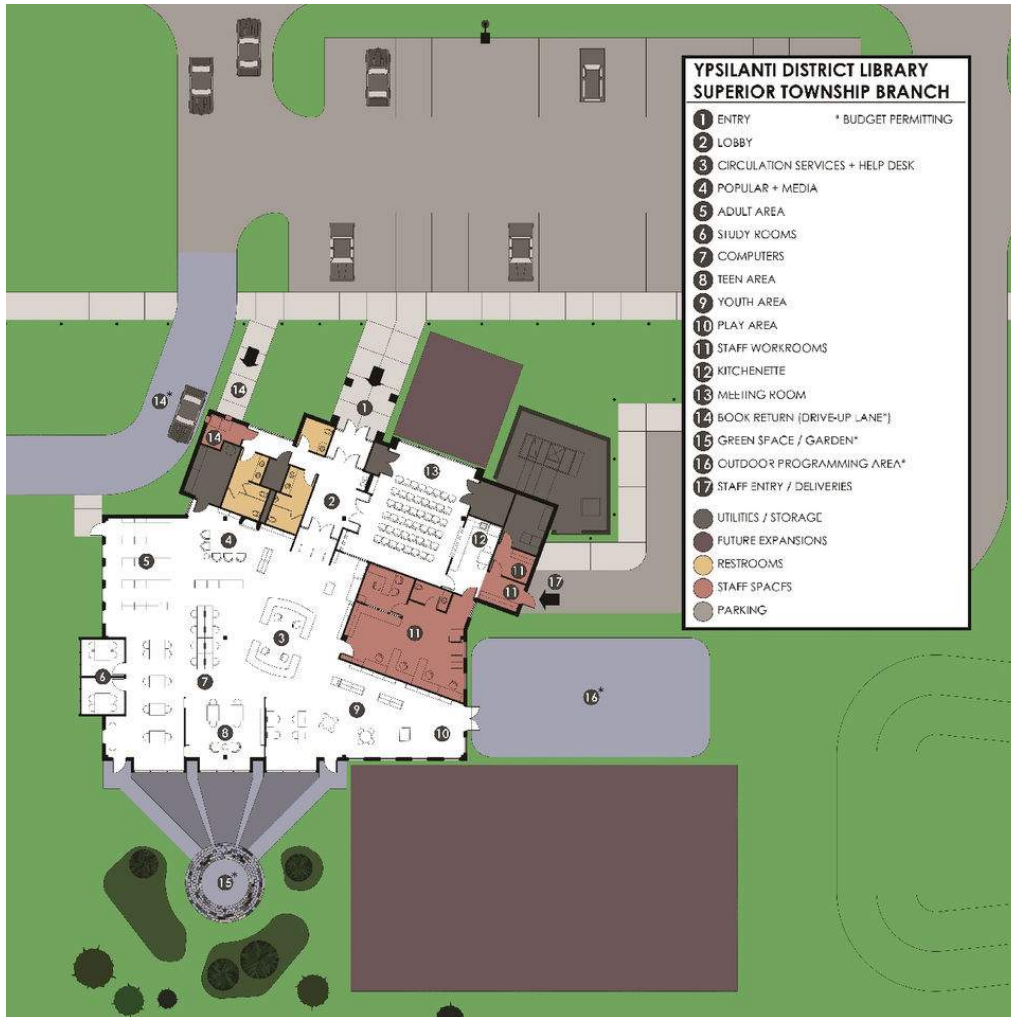 YPSILANTI DISTRICT LIBRARY
SUPERIOR TOWNSHIP BRANCH
1 ENTRY * BUDGET PERMITTING
2 LOBBY
3 CIRCULATION SERVICES + HELP DESK
4 POPULAR + MEDIA
5 ADULT AREA
6 STUDY ROOMS
7 COMPUTERS
8 TEEN AREA
9 YOUTH AREA
10 PLAY AREA
11 STAFF WORKROOMS
12 KITCHENETTE
13 MEETING ROOM
14 BOOK RETURN (DRIVE-UP LANE*)
15 GREEN SPACE / GARDEN*
16 OUTDOOR PROGRAMMING AREA*
17 STAFF ENTRY / DELIVERIES
UTILITIES / STORAGE
FUTURE EXPANSIONS
RESTROOMS
STAFF SPACES
PARKING
14
14*
1
14
13
2
4
12
5
11
17
11
3
11
6
7
16*
9
8
10
15*